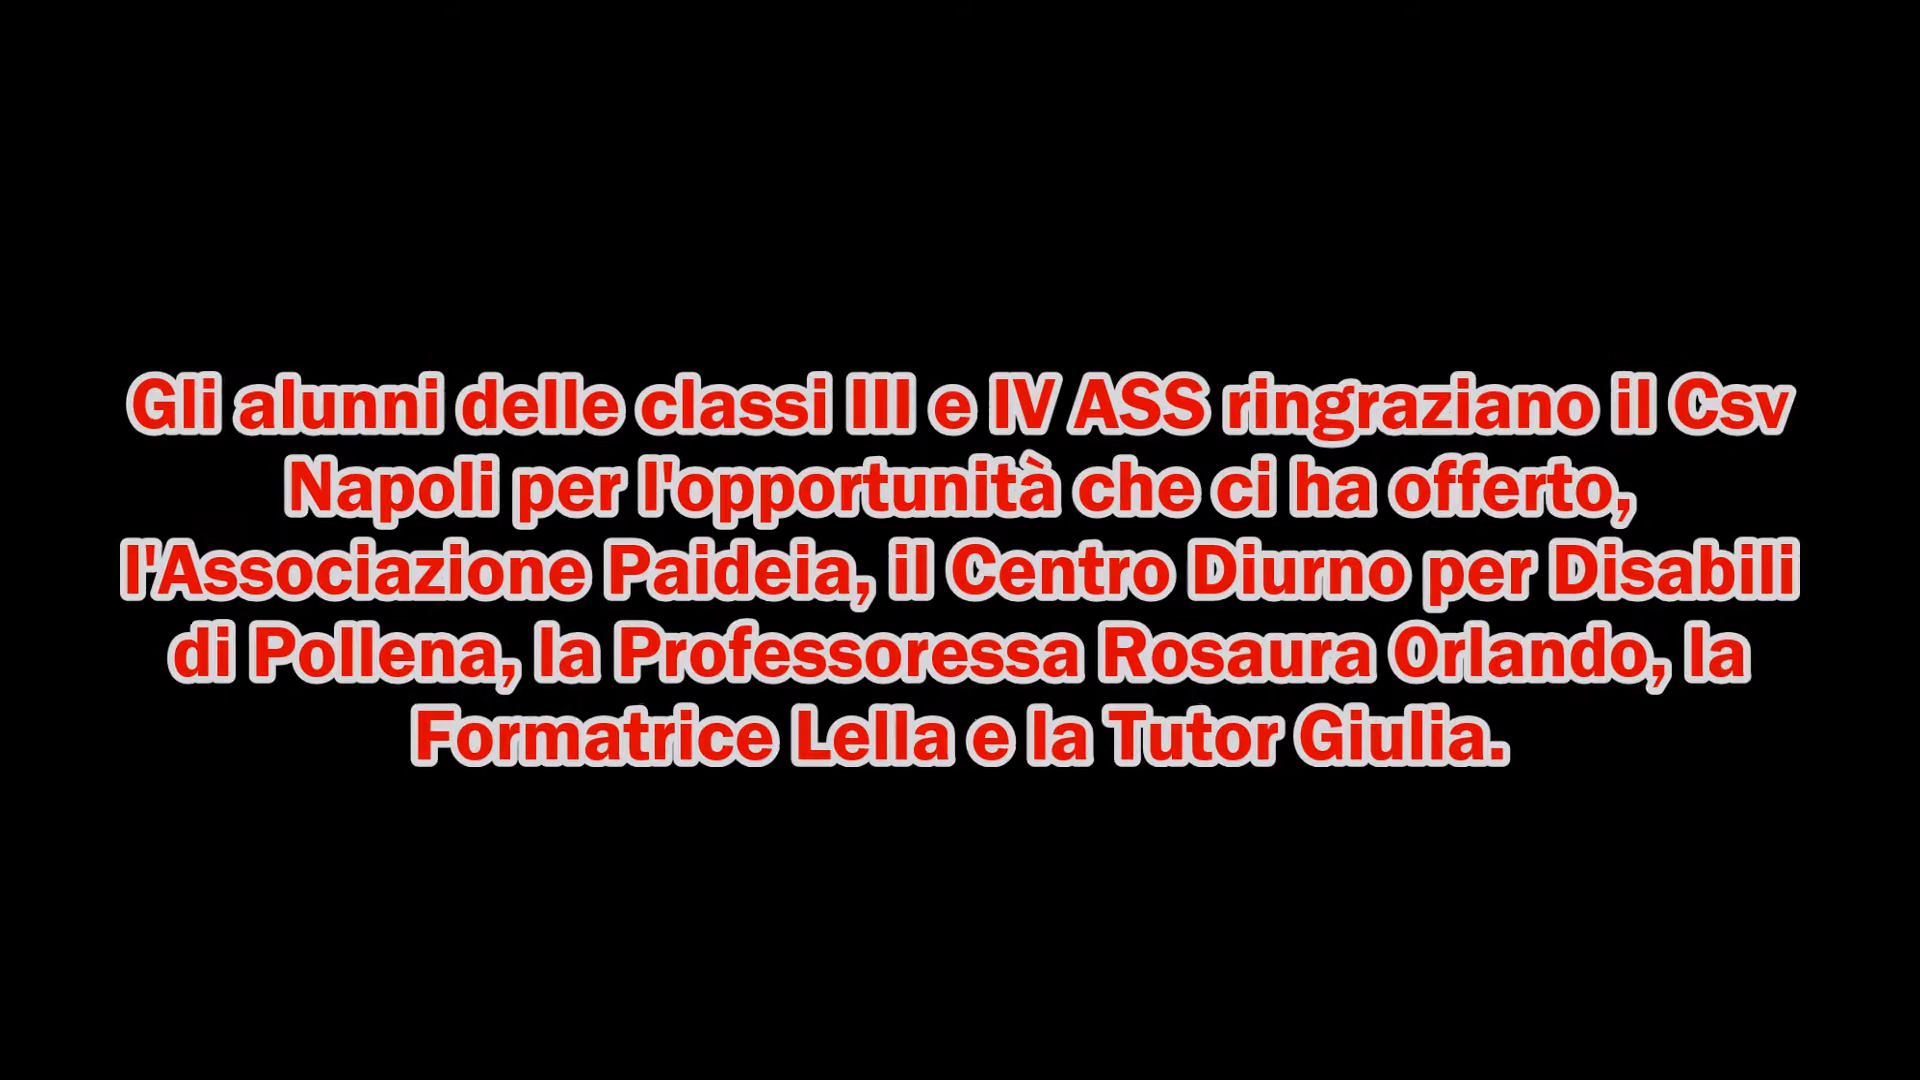 Gli alunni delle classi III e IV ASS ringraziano il Csv
Napoli per l'opportunità che ci ha offerto,
l'Associazione Paideia, il Centro Diurno per Disabili
di Pollena, la Professoressa Rosaura Orlando, la
Formatrice Lella e la Tutor Giulia.